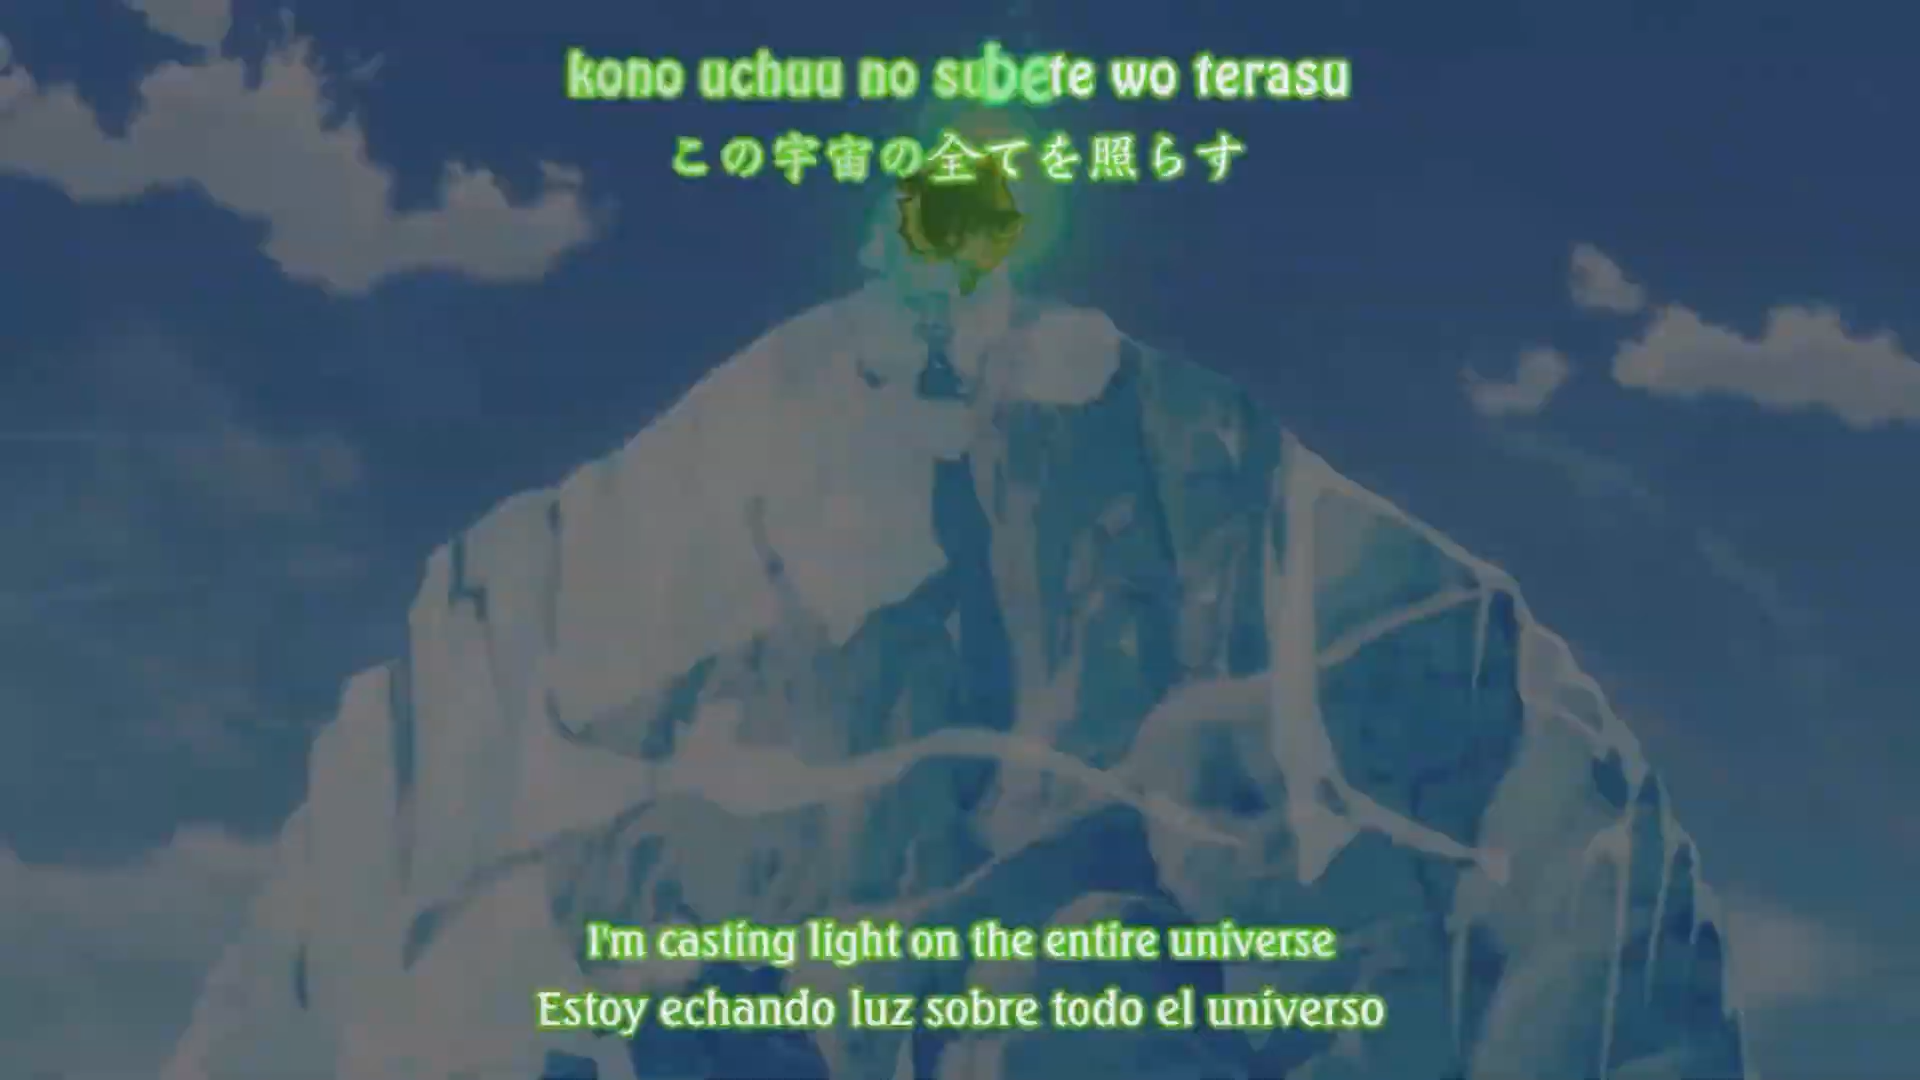 kono uchuu no subete wo terasu
この宇宙の全てを照らす
I'm casting light on the entire universe
Estoy echando luz sobre todo el universo